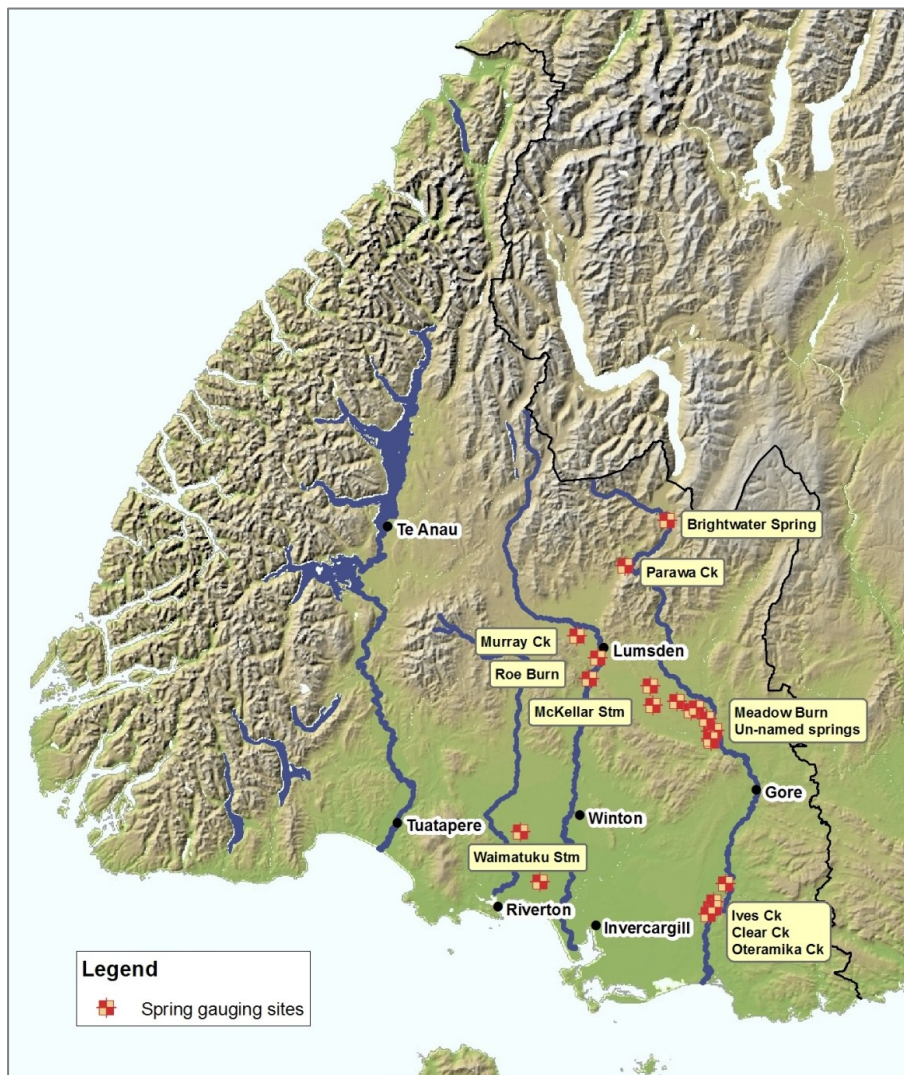 Brightwater Spring
Te Anau
Parawa Ck
Murray Ck
Lumsden
Roe Burn
McKellar Stm
Meadow Burn
Un-named springs
Gore
Tuatapere
Winton
Waimatuku Stm
Riverton
Invercargill
Ives Ck
Clear Ck
Oteramika Ck
Legend
Spring gauging sites